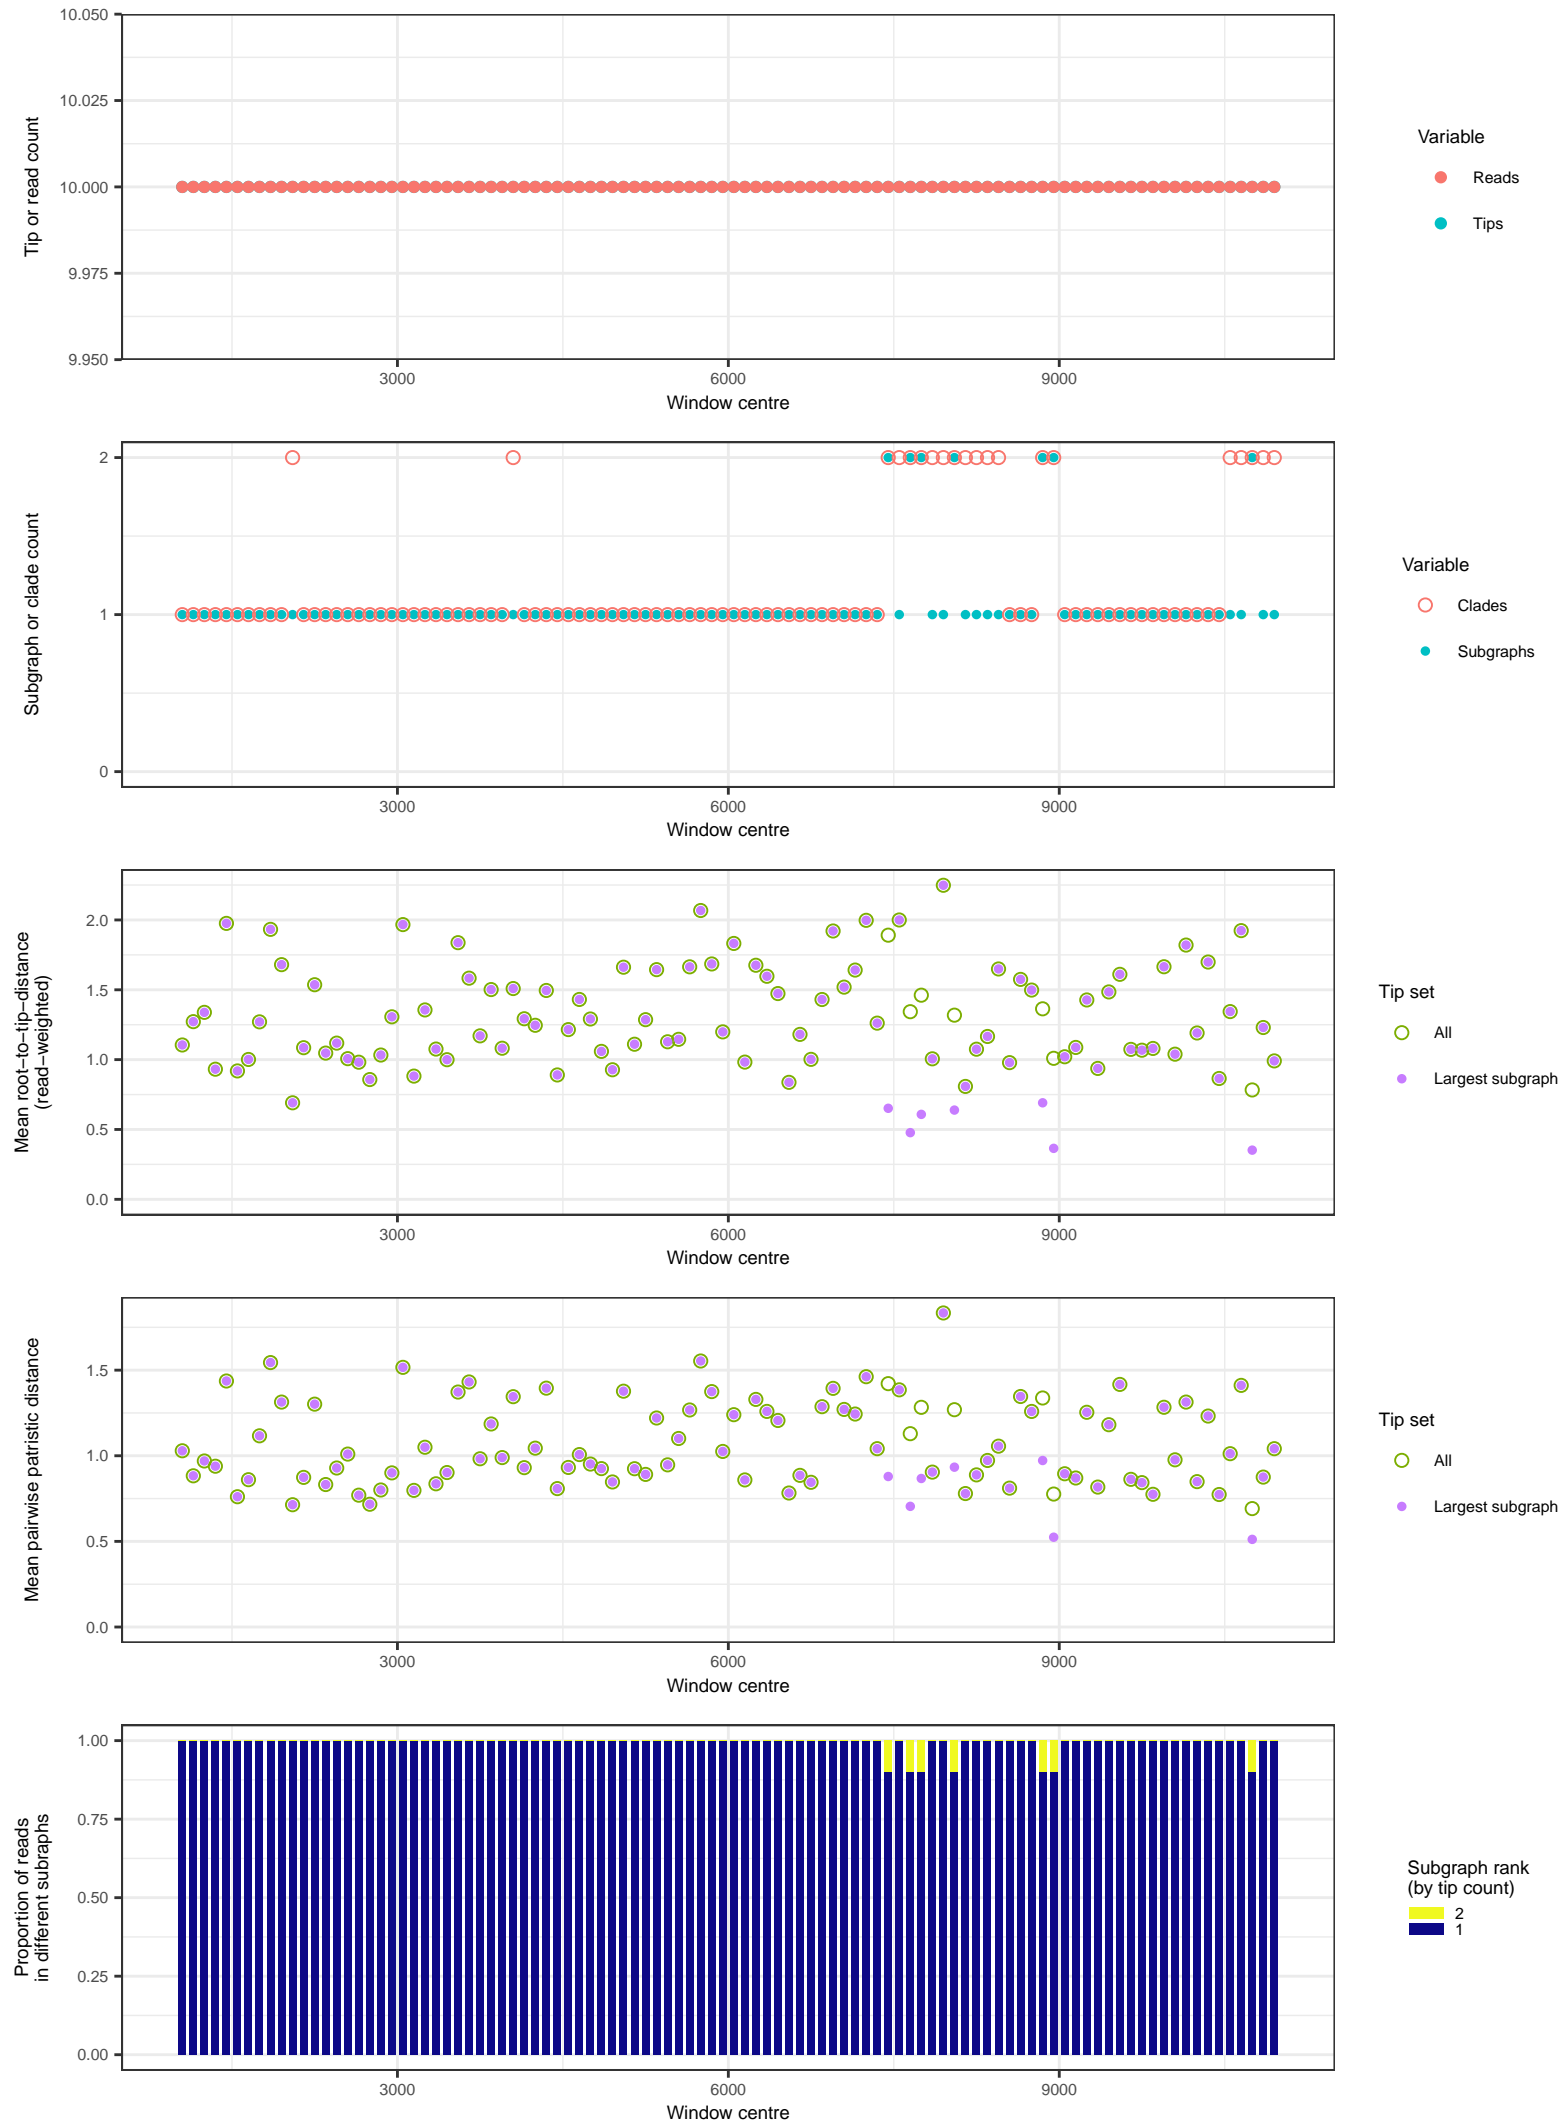 10.050
10.025
10.000
9.975
9.950
Tip or read count
3000 6000 9000
Window centre
Variable
Reads
Tips
2
1
0
Subgraph or clade count
3000 6000 9000
Window centre
Variable
Clades
Subgraphs
2.0
1.5
1.0
0.5
0.0
Mean root−to−tip−distance
(read−weighted)
3000 6000 9000
Window centre
Tip set
All
Largest subgraph
1.5
1.0
0.5
0.0
Mean pairwise patristic distance
3000 6000 9000
Window centre
Tip set
All
Largest subgraph
1.00
0.75
0.50
0.25
0.00
Proportion of reads
in different subraphs
3000 6000 9000
Window centre
Subgraph rank
(by tip count)
2
1